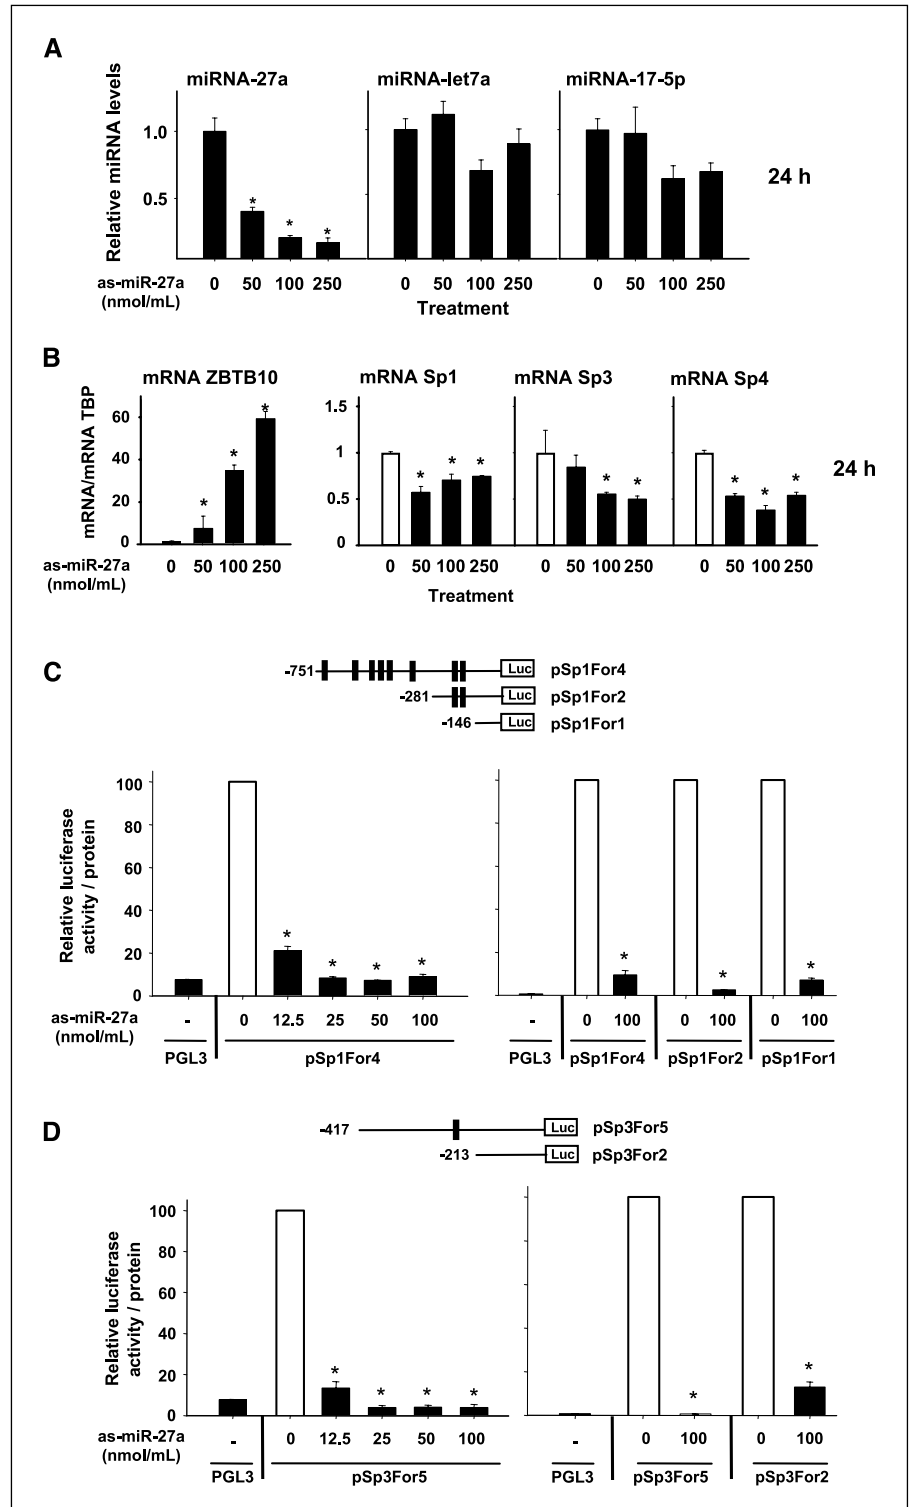 A
miRNA-27a miRNA-let7a miRNA-17-5p
Relative miRNA levels
1.0
0.5
* * *
24 h
as-miR-27a (nmol/mL)
0 50 100 250 0 50 100 250 0 50 100 250
Treatment
B
mRNA ZBTB10 mRNA Sp1 mRNA Sp3 mRNA Sp4
mRNA/mRNA TBP
60
40
20
0
* * *
1.5
1
0.5
0
* * * * * * * *
24 h
as-miR-27a (nmol/mL)
0 50 100 250 0 50 100 250 0 50 100 250 0 50 100 250
Treatment
C
-751 Luc pSp1For4
-281 Luc pSp1For2
-146 Luc pSp1For1
Relative luciferase activity / protein
100
80
60
40
20
0
* * * * * * *
as-miR-27a (nmol/mL)
- 0 12.5 25 50 100 - 0 100 0 100 0 100
PGL3 pSp1For4 PGL3 pSp1For4 pSp1For2 pSp1For1
D
-417 Luc pSp3For5
-213 Luc pSp3For2
Relative luciferase activity / protein
100
80
60
40
20
0
* * * * * *
as-miR-27a (nmol/mL)
- 0 12.5 25 50 100 - 0 100 0 100
PGL3 pSp3For5 PGL3 pSp3For5 pSp3For2